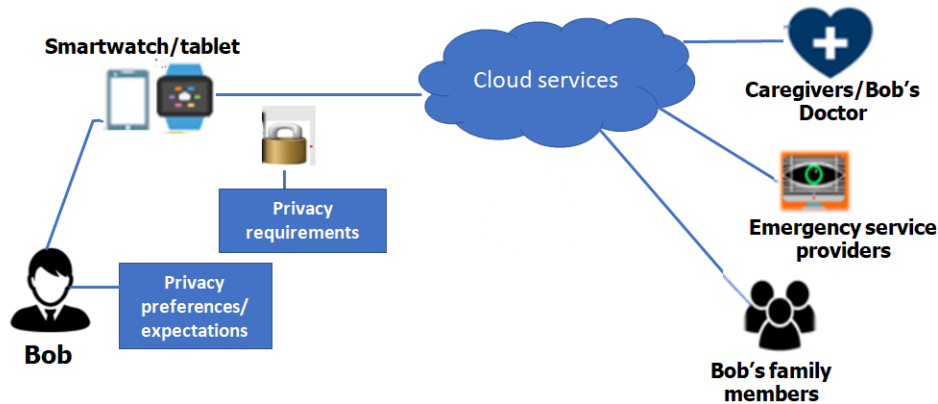 Smartwatch/tablet
Cloud services
Caregivers/Bob's
Doctor
Privacy
requirements
Emergency service
providers
Privacy
preferences/
expectations
Bob
Bob's family
members